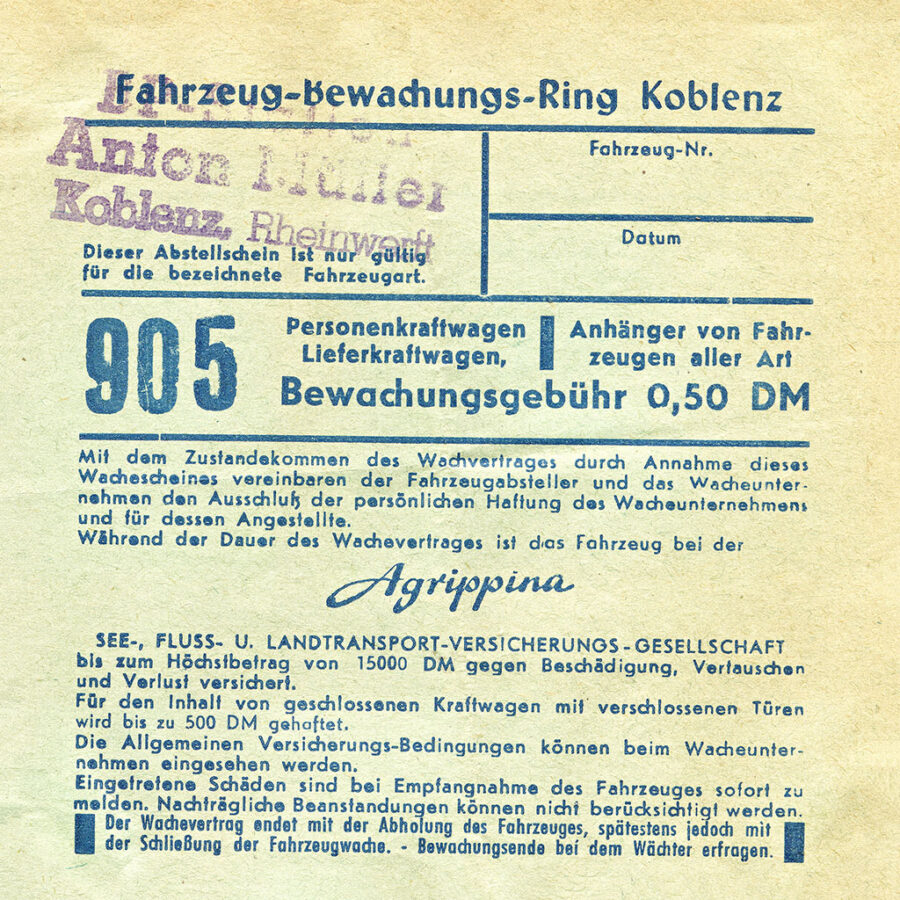 Fahrzeug-Bewachungs-Ring Koblenz
Anton Müller
Koblenz, Rheinwerft
Fahrzeug-Nr.
Datum
Dieser Abstellschein ist nur gültig
für die bezeichnete Fahrzeugart.
905
Personenkraftwagen
Lieferkraftwagen,
Anhänger von Fahr-
zeugen aller Art
Bewachungsgebühr 0,50 DM
Mit dem Zustandekommen des Wachvertrages durch Annahme dieses
Wachescheines vereinbaren der Fahrzeugabsteller und das Wacheunter-
nehmen den Ausschluß der persönlichen Haftung des Wacheunternehmens
und für dessen Angestellte.
Während der Dauer des Wachevertrages ist das Fahrzeug bei der
Agrippina
SEE-, FLUSS- U. LANDTRANSPORT-VERSICHERUNGS-GESELLSCHAFT
bis zum Höchstbetrag von 15000 DM gegen Beschädigung, Vertauschen
und Verlust versichert.
Für den Inhalt von geschlossenen Kraftwagen mit verschlossenen Türen
wird bis zu 500 DM gehaftet.
Die Allgemeinen Versicherungs-Bedingungen können beim Wacheunter-
nehmen eingesehen werden.
Eingetretene Schäden sind bei Empfangnahme des Fahrzeuges sofort zu
melden. Nachträgliche Beanstandungen können nicht berücksichtigt werden.
Der Wachevertrag endet mit der Abholung des Fahrzeuges, spätestens jedoch mit
der Schließung der Fahrzeugwache. - Bewachungsende bei dem Wächter erfragen.